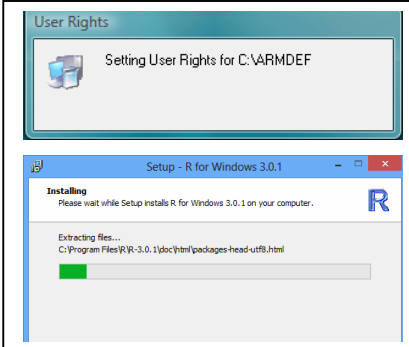 User Rights
Setting User Rights for C:\ARMDEF
Setup - R for Windows 3.0.1
Installing
Please wait while Setup installs R for Windows 3.0.1 on your computer.
R
Extracting files...
C:\Program Files\R\R-3.0.1\doc\html\packages-head-utf8.html